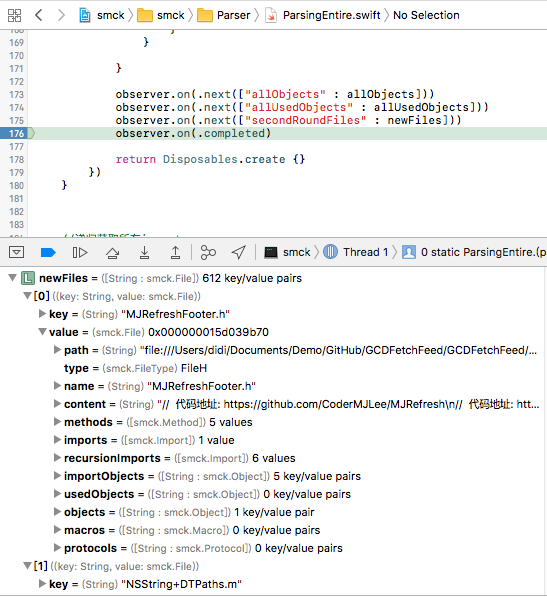 smck 〉 smck 〉 Parser 〉 ParsingEntire.swift 〉 No Selection
169 }
170
171 }
172
173 observer.on(.next(["allObjects" : allObjects]))
174 observer.on(.next(["allUsedObjects" : allUsedObjects]))
175 observer.on(.next(["secondRoundFiles" : newFiles]))
176 observer.on(.completed)
177
178 return Disposables.create {}
179 })
180 }
181
182
183
smck 〉 Thread 1 〉 0 static ParsingEntire.(p
L newFiles = ([String : smck.File]) 612 key/value pairs
[0] ((key: String, value: smck.File))
key = (String) "MJRefreshFooter.h"
value = (smck.File) 0x000000015d039b70
path = (String) "file:///Users/didi/Documents/Demo/GitHub/GCDFetchFeed/GCDFetchFeed/...
type = (smck.FileType) FileH
name = (String) "MJRefreshFooter.h"
content = (String) "// 代码地址: https://github.com/CoderMJLee/MJRefresh\n// 代码地址: htt...
methods = ([smck.Method]) 5 values
imports = ([smck.Import]) 1 value
recursionImports = ([smck.Import]) 6 values
importObjects = ([String : smck.Object]) 5 key/value pairs
usedObjects = ([String : smck.Object]) 0 key/value pairs
objects = ([String : smck.Object]) 1 key/value pair
macros = ([String : smck.Macro]) 0 key/value pairs
protocols = ([String : smck.Protocol]) 0 key/value pairs
[1] ((key: String, value: smck.File))
key = (String) "NSString+DTPaths.m"